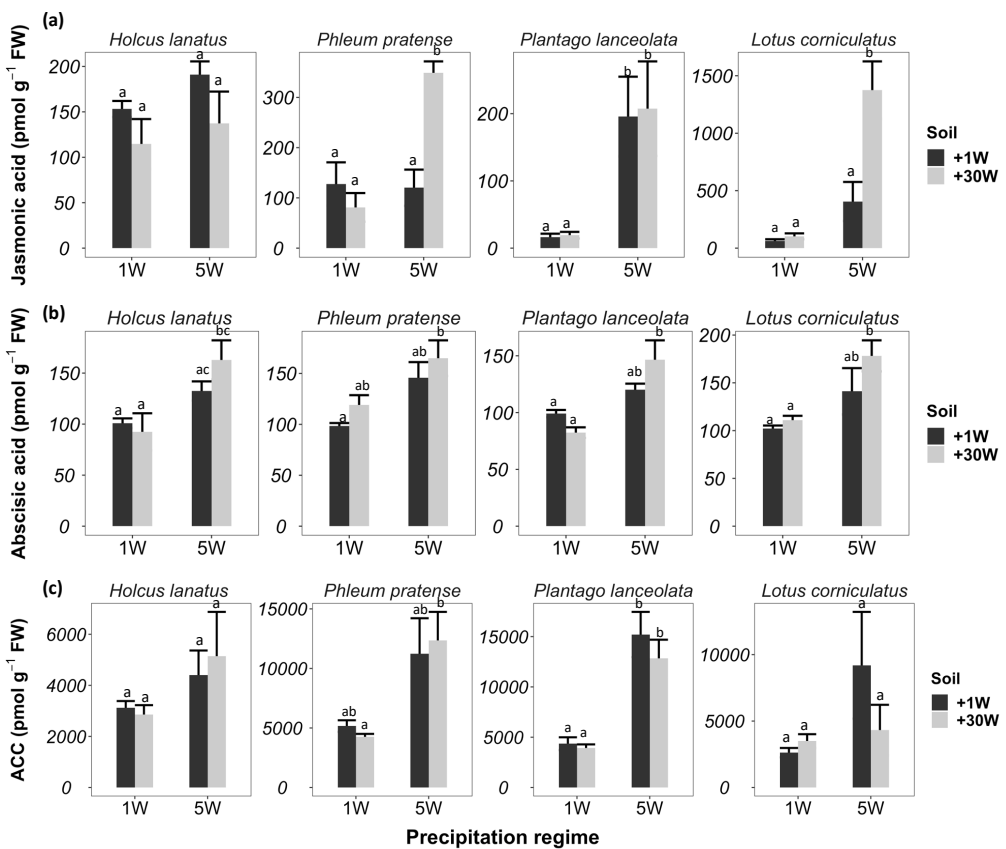 (a)
Holcus lanatus Phleum pratense Plantago lanceolata Lotus corniculatus
Jasmonic acid (pmol g⁻¹ FW)
200
150
100
50
0
a a a a
1W 5W
300
200
100
0
a a a b
1W 5W
200
100
0
a a b b
1W 5W
1500
1000
500
0
a a a b
1W 5W
Soil
+1W
+30W
(b)
Holcus lanatus Phleum pratense Plantago lanceolata Lotus corniculatus
Abscisic acid (pmol g⁻¹ FW)
150
100
50
0
a a ac bc
1W 5W
150
100
50
0
a ab ab b
1W 5W
150
100
50
0
a a ab b
1W 5W
200
150
100
50
0
a a ab b
1W 5W
Soil
+1W
+30W
(c)
Holcus lanatus Phleum pratense Plantago lanceolata Lotus corniculatus
ACC (pmol g⁻¹ FW)
6000
4000
2000
0
a a a a
1W 5W
15000
10000
5000
0
ab a ab b
1W 5W
15000
10000
5000
0
a a b b
1W 5W
10000
5000
0
a a a a
1W 5W
Soil
+1W
+30W
Precipitation regime